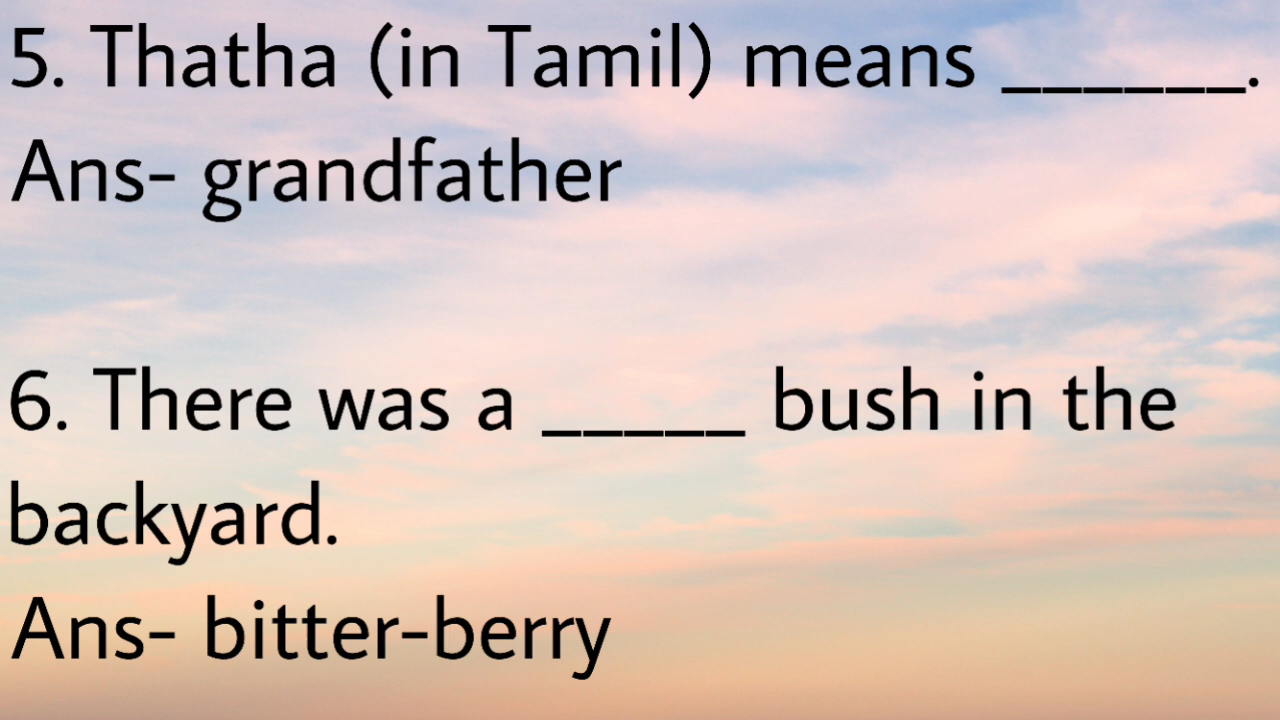 5. Thatha (in Tamil) means ______.
Ans- grandfather
6. There was a _____ bush in the
backyard.
Ans- bitter-berry